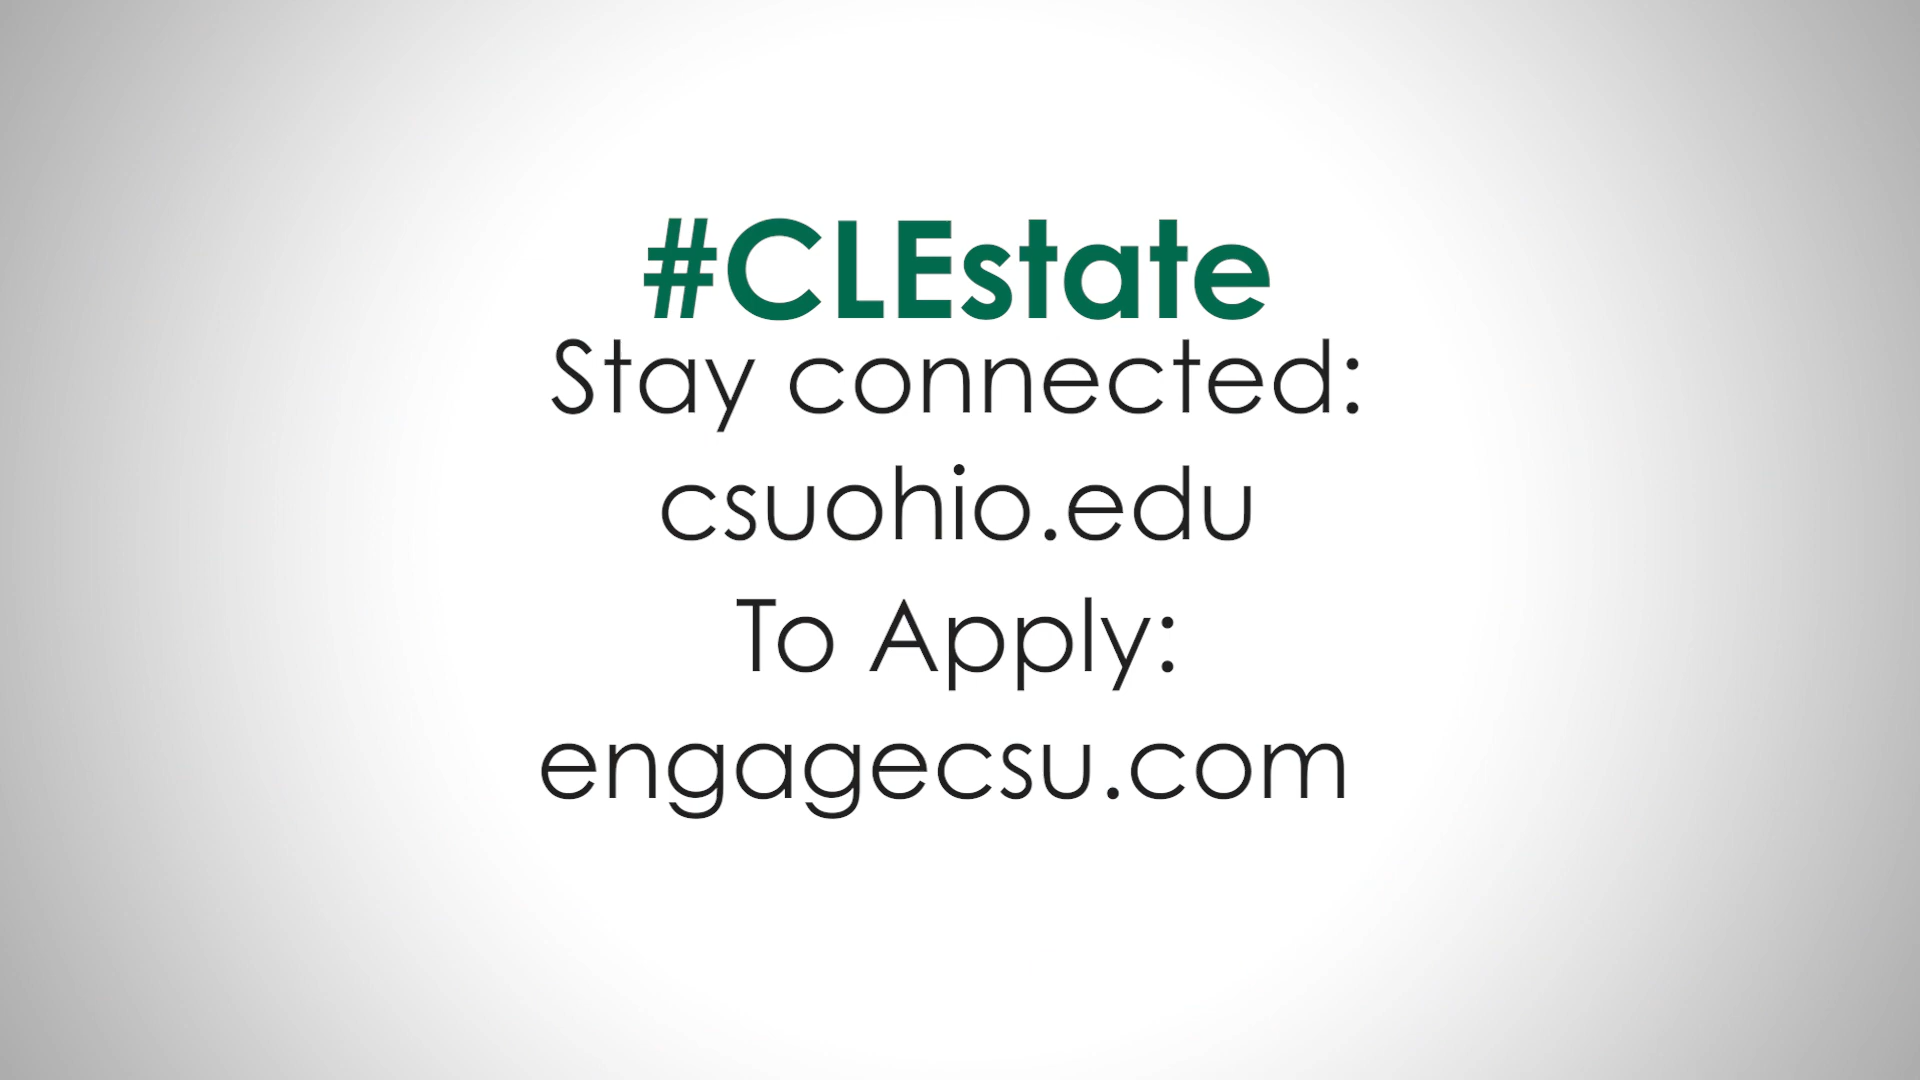 #CLEstate
Stay connected:
csuohio.edu
To Apply:
engagecsu.com